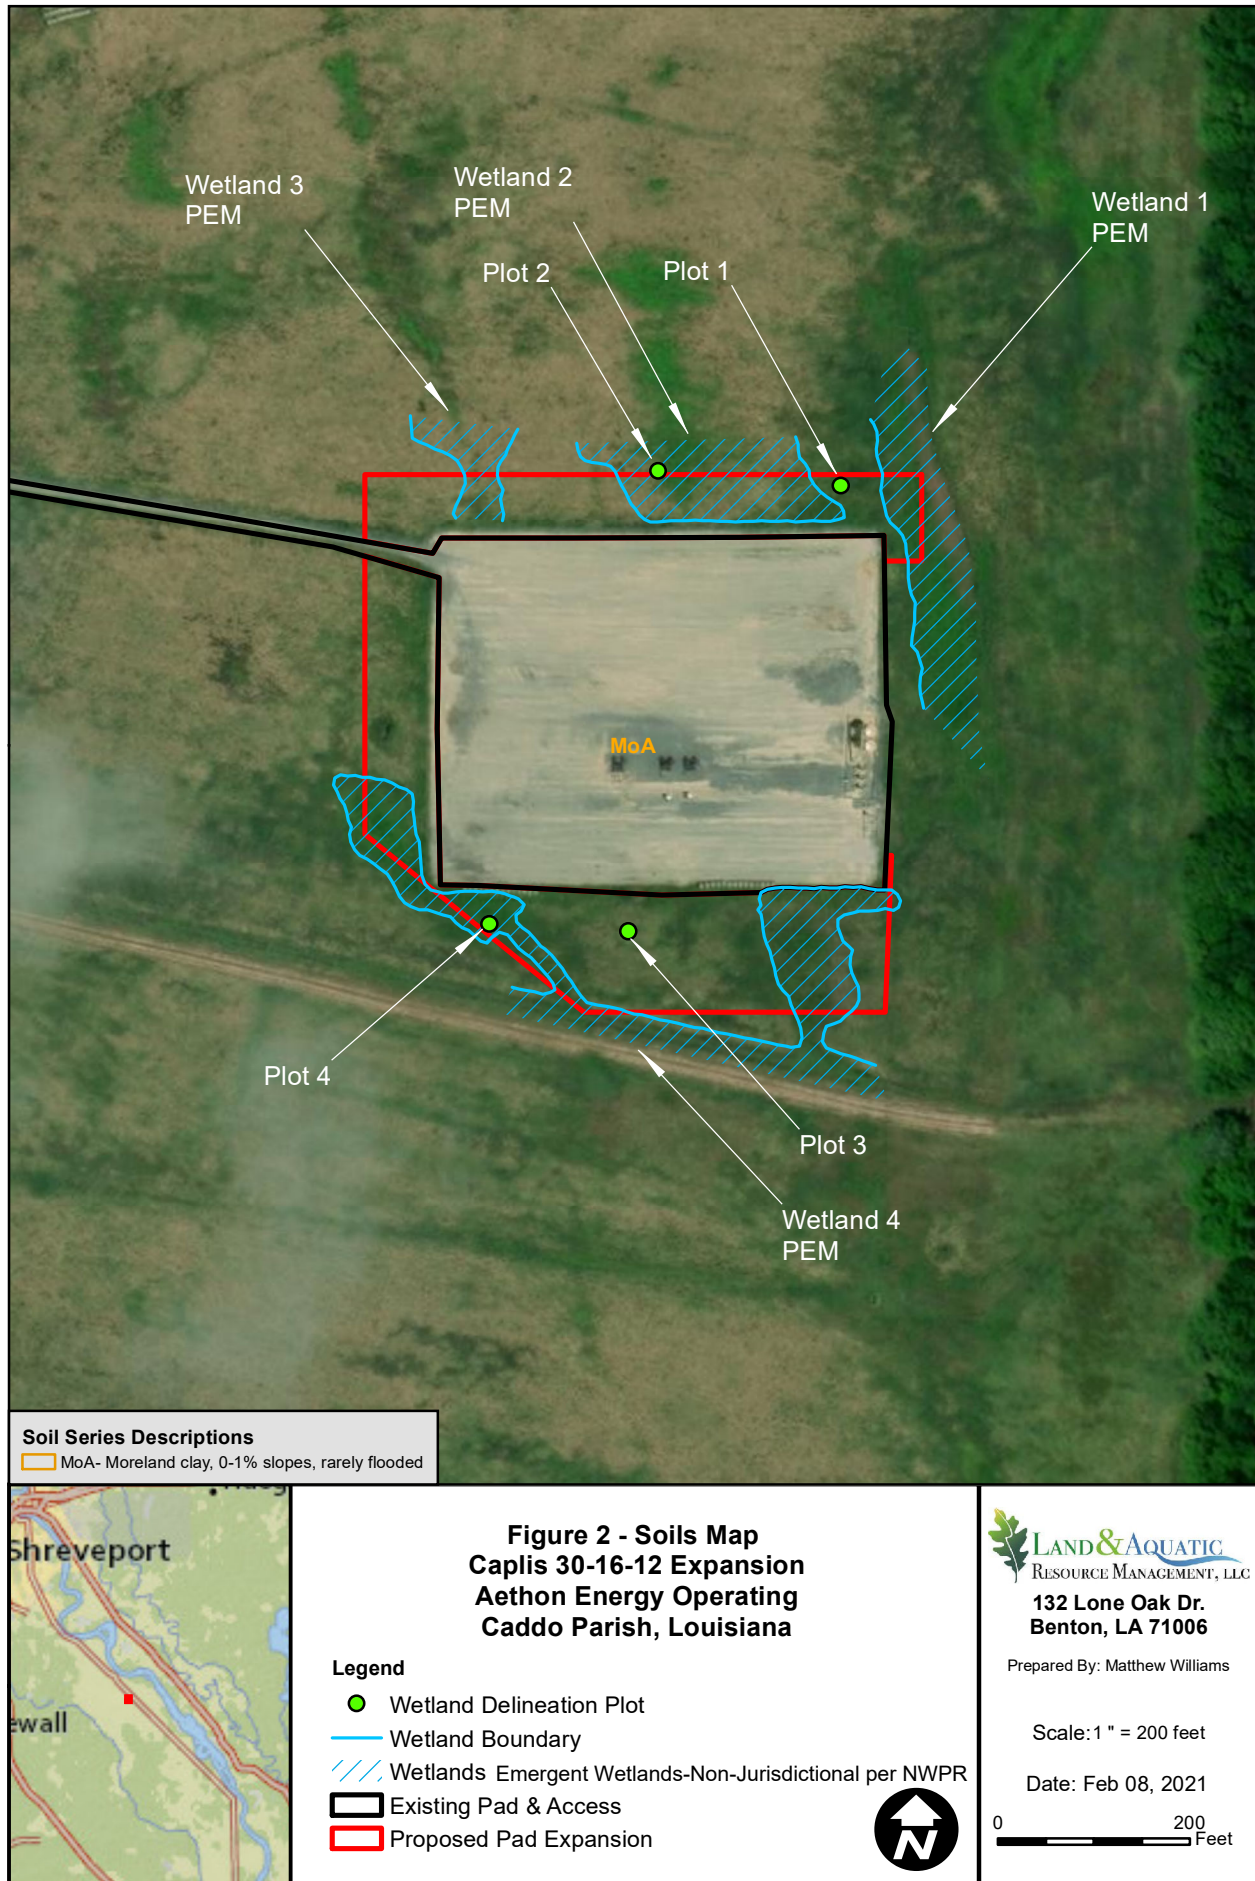 Wetland 3
PEM
Wetland 2
PEM
Wetland 1
PEM
Plot 2
Plot 1
MoA
Plot 4
Plot 3
Wetland 4
PEM
Soil Series Descriptions
MoA- Moreland clay, 0-1% slopes, rarely flooded
Shreveport
ewall
Figure 2 - Soils Map
Caplis 30-16-12 Expansion
Aethon Energy Operating
Caddo Parish, Louisiana
Legend
Wetland Delineation Plot
Wetland Boundary
Wetlands Emergent Wetlands-Non-Jurisdictional per NWPR
Existing Pad & Access
Proposed Pad Expansion
N
LAND & AQUATIC
RESOURCE MANAGEMENT, LLC
132 Lone Oak Dr.
Benton, LA 71006
Prepared By: Matthew Williams
Scale: 1 " = 200 feet
Date: Feb 08, 2021
0 200
Feet